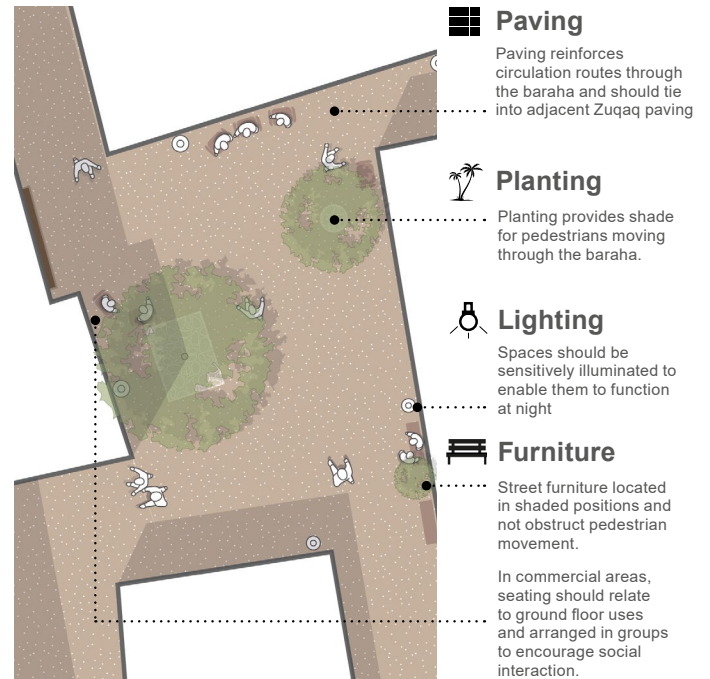 Paving
Paving reinforces
circulation routes through
the baraha and should tie
into adjacent Zuqaq paving
Planting
Planting provides shade
for pedestrians moving
through the baraha.
Lighting
Spaces should be
sensitively illuminated to
enable them to function
at night
Furniture
Street furniture located
in shaded positions and
not obstruct pedestrian
movement.
In commercial areas,
seating should relate
to ground floor uses
and arranged in groups
to encourage social
interaction.